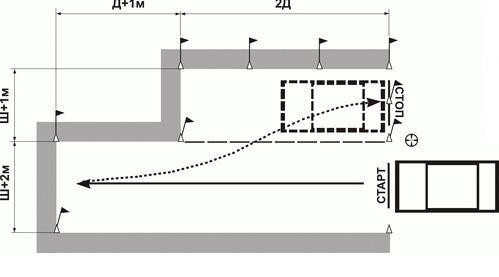 Д+1м
2Д
Ш+1м
СТОП
Ш+2м
СТАРТ